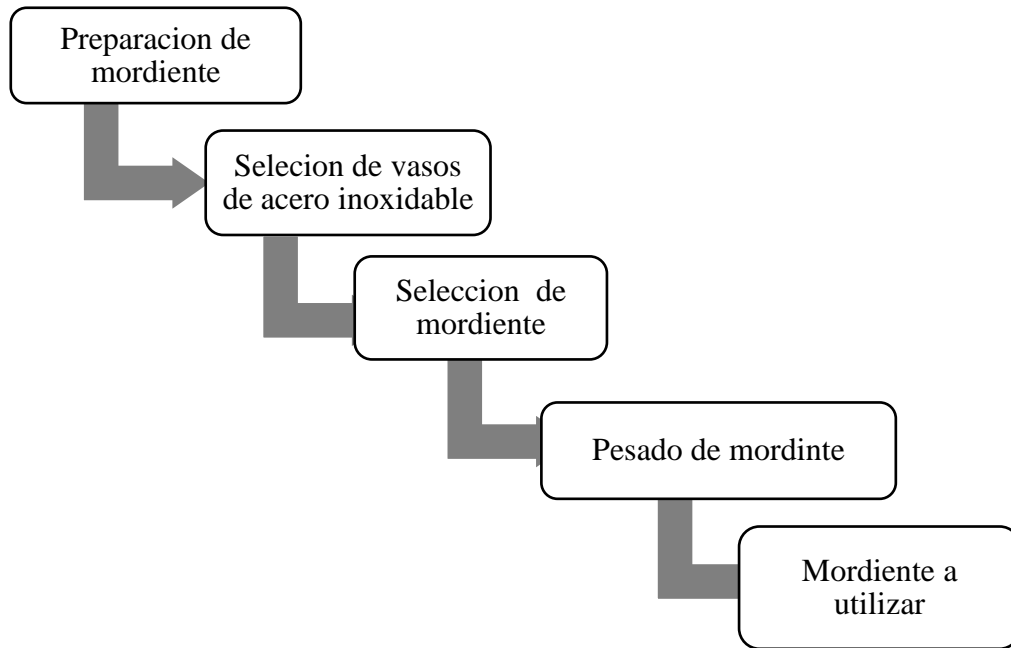 Preparacion de
mordiente
Selecion de vasos
de acero inoxidable
Seleccion  de
mordiente
Pesado de mordinte
Mordiente a
utilizar